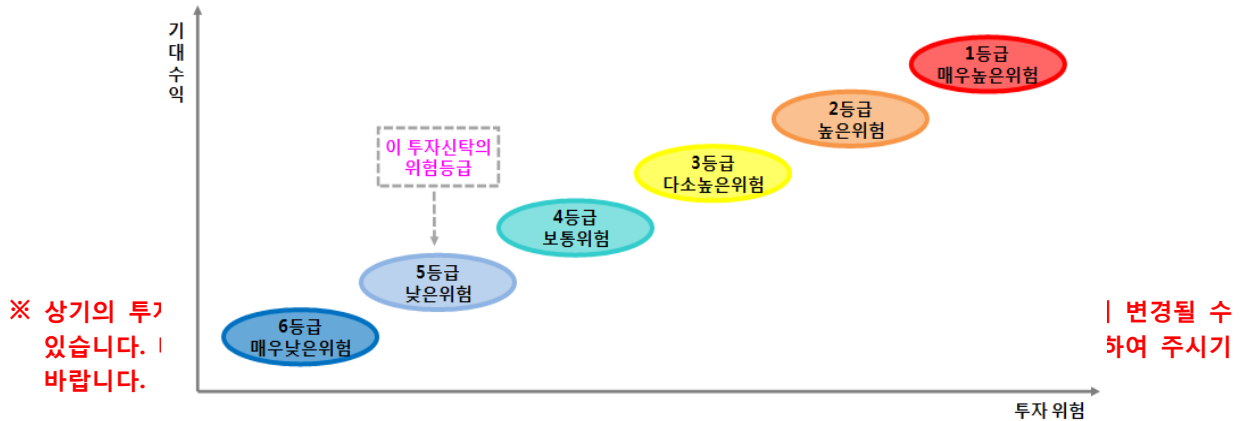 기
대
수
익
1등급
매우높은위험
2등급
높은위험
3등급
다소높은위험
이 투자신탁의
위험등급
4등급
보통위험
5등급
낮은위험
6등급
매우낮은위험
투자 위험
※ 상기의 변경될 수
있습니다. 하여 주시기
바랍니다.